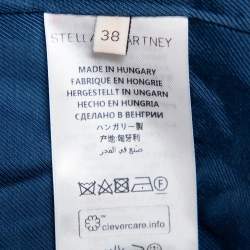 STELLA McCARTNEY
38
MADE IN HUNGARY
FABRIQUE EN HONGRIE
HERGESTELLT IN UNGARN
HECHO EN HUNGRIA
СДЕЛАНО В ВЕНГРИИ
ハンガリー製
产地:匈牙利
صنع في المجر
clevercare.info